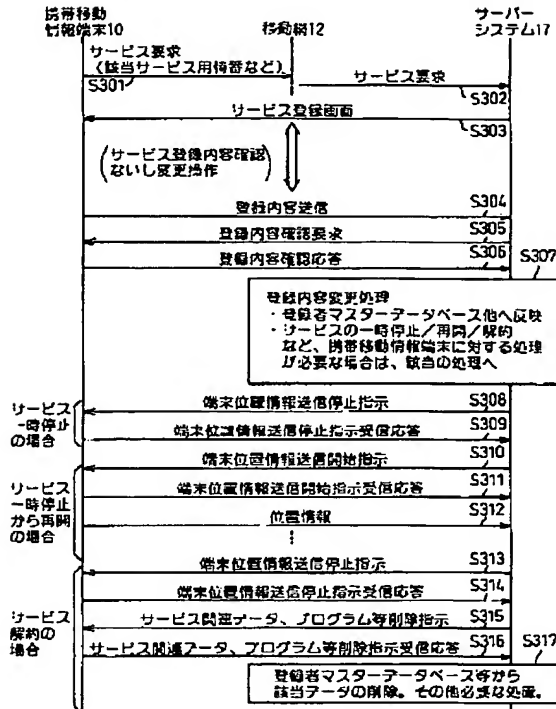 携帯移動
情報端末10
移動網12
サーバー
システム17
サービス要求
(該当サービス用情報など)
S301
サービス要求
S302
サービス登録画面
S303
(サービス登録内容確認
ないし変更操作)
登録内容送信
S304
登録内容確認要求
S305
登録内容確認応答
S306
S307
登録内容変更処理
・登録者マスターデータベース他へ反映
・サービスの一時停止/再開/解約
など、携帯移動情報端末に対する処理
が必要な場合は、該当の処理へ
サービス
一時停止
の場合
端末位置情報送信停止指示
S308
端末位置情報送信停止指示受信応答
S309
サービス
一時停止
から再開
の場合
端末位置情報送信開始指示
S310
端末位置情報送信開始指示受信応答
S311
位置情報
S312
サービス
解約の
場合
端末位置情報送信停止指示
S313
端末位置情報送信停止指示受信応答
S314
サービス関連データ、プログラム等削除指示
S315
サービス関連データ、プログラム等削除指示受信応答
S316
S317
登録者マスターデータベース等から
該当データの削除。その他必要な処置。